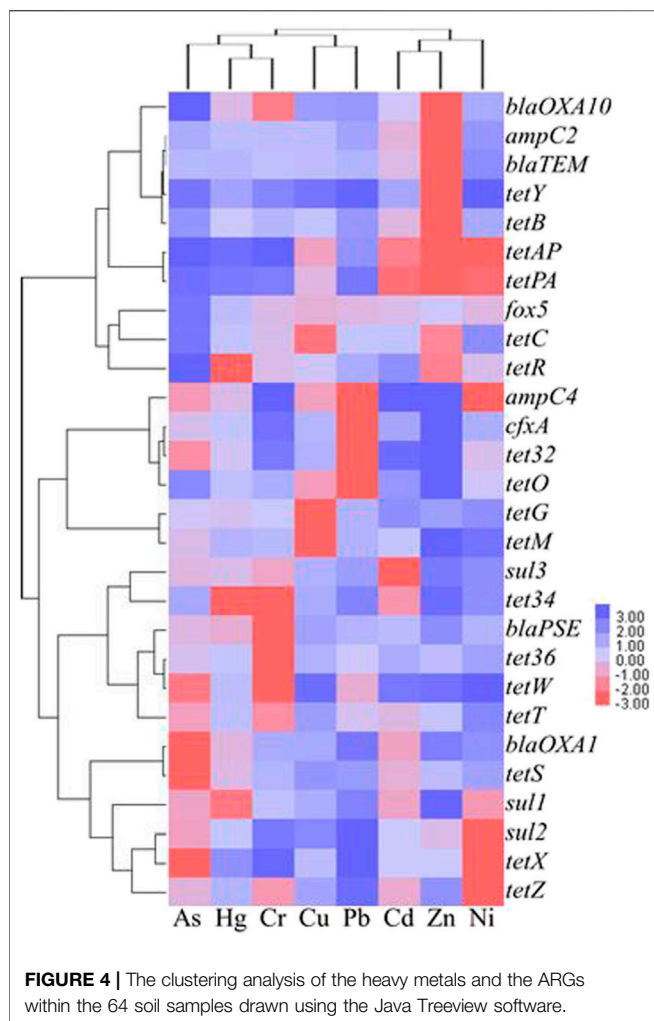 blaOXA10
ampC2
blaTEM
tetY
tetB
tetAP
tetPA
fox5
tetC
tetR
ampC4
cfxA
tet32
tetO
tetG
tetM
sul3
tet34
blaPSE
tet36
tetW
tetT
blaOXA1
tetS
sul1
sul2
tetX
tetZ
3.00
2.00
1.00
0.00
-1.00
-2.00
-3.00
As Hg Cr Cu Pb Cd Zn Ni
FIGURE 4 | The clustering analysis of the heavy metals and the ARGs
within the 64 soil samples drawn using the Java Treeview software.